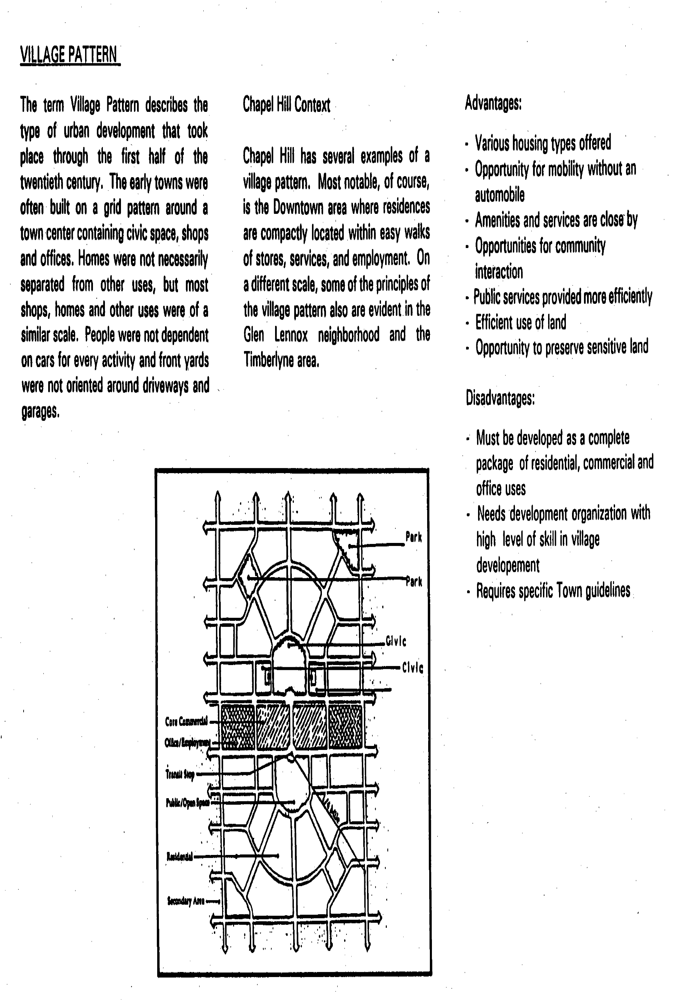 VILLAGE PATTERN
The term Village Pattern describes the
type of urban development that took
place through the first half of the
twentieth century. The early towns were
often built on a grid pattern around a
town center containing civic space, shops
and offices. Homes were not necessarily
separated from other uses, but most
shops, homes and other uses were of a
similar scale. People were not dependent
on cars for every activity and front yards
were not oriented around driveways and
garages.
Chapel Hill Context
Chapel Hill has several examples of a
village pattern. Most notable, of course,
is the Downtown area where residences
are compactly located within easy walks
of stores, services, and employment. On
a different scale, some of the principles of
the village pattern also are evident in the
Glen Lennox neighborhood and the
Timberlyne area.
Advantages:
- Various housing types offered
- Opportunity for mobility without an
automobile
- Amenities and services are close by
- Opportunities for community
interaction
- Public services provided more efficiently
- Efficient use of land
- Opportunity to preserve sensitive land
Disadvantages:
- Must be developed as a complete
package of residential, commercial and
office uses
- Needs development organization with
high level of skill in village
developement
- Requires specific Town guidelines
Park
Park
Civic
Civic
Core Commercial
Office/Employment
Transit Stop
Public/Open Space
1/4 Mile
Residential
Secondary Area